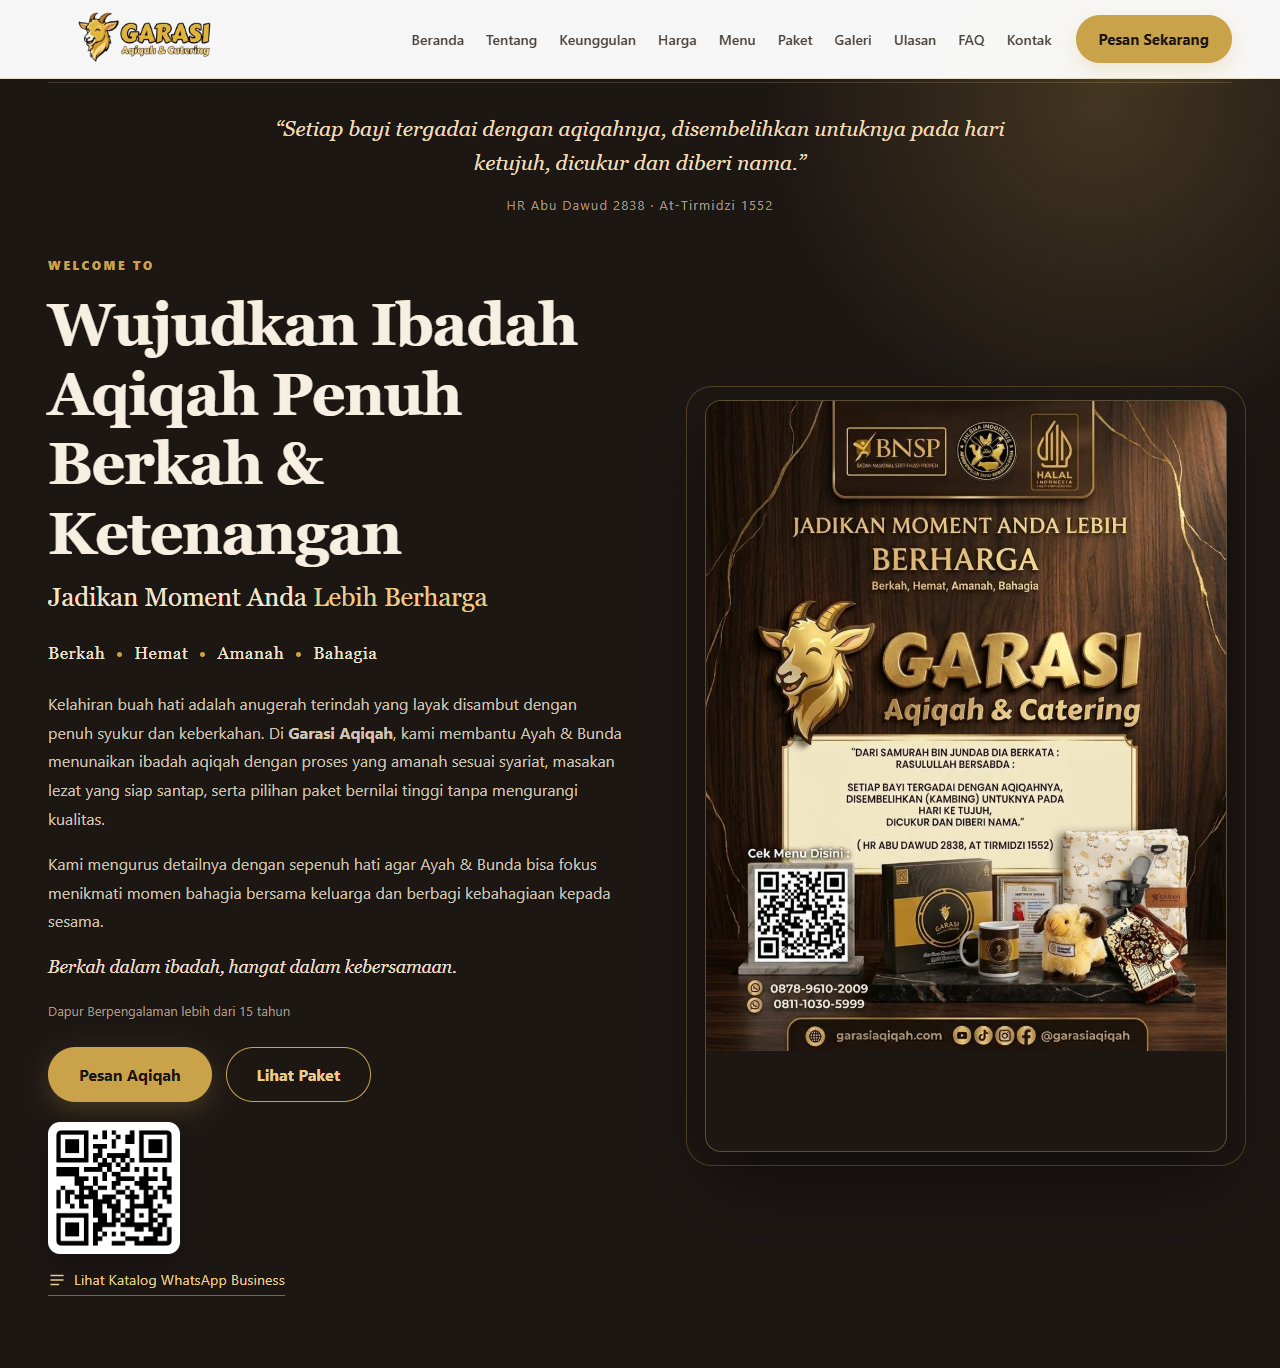 GARASI
Aqiqah & Catering
Beranda Tentang Keunggulan Harga Menu Paket Galeri Ulasan FAQ Kontak Pesan Sekarang
“Setiap bayi tergadai dengan aqiqahnya, disembelihkan untuknya pada hari
ketujuh, dicukur dan diberi nama.”
HR Abu Dawud 2838 · At-Tirmidzi 1552
WELCOME TO
Wujudkan Ibadah
Aqiqah Penuh
Berkah &
Ketenangan
Jadikan Moment Anda Lebih Berharga
Berkah • Hemat • Amanah • Bahagia
Kelahiran buah hati adalah anugerah terindah yang layak disambut dengan
penuh syukur dan keberkahan. Di Garasi Aqiqah, kami membantu Ayah & Bunda
menunaikan ibadah aqiqah dengan proses yang amanah sesuai syariat, masakan
lezat yang siap santap, serta pilihan paket bernilai tinggi tanpa mengurangi
kualitas.
Kami mengurus detailnya dengan sepenuh hati agar Ayah & Bunda bisa fokus
menikmati momen bahagia bersama keluarga dan berbagi kebahagiaan kepada
sesama.
Berkah dalam ibadah, hangat dalam kebersamaan.
Dapur Berpengalaman lebih dari 15 tahun
Pesan Aqiqah
Lihat Paket
Lihat Katalog WhatsApp Business
BNSP
HALAL
INDONESIA
JADIKAN MOMENT ANDA LEBIH
BERHARGA
Berkah, Hemat, Amanah, Bahagia
GARASI
Aqiqah & Catering
"DARI SAMURAH BIN JUNDAB DIA BERKATA :
RASULULLAH BERSABDA :
SETIAP BAYI TERGADAI DENGAN AQIQAHNYA,
DISEMBELIHKAN (KAMBING) UNTUKNYA PADA
HARI KE TUJUH,
DICUKUR DAN DIBERI NAMA.”
( HR ABU DAWUD 2838, AT TIRMIDZI 1552)
Cek Menu Disini :
GARASI
0878-9610-2009
0811-1030-5999
garasiaqiqah.com @garasiaqiqah